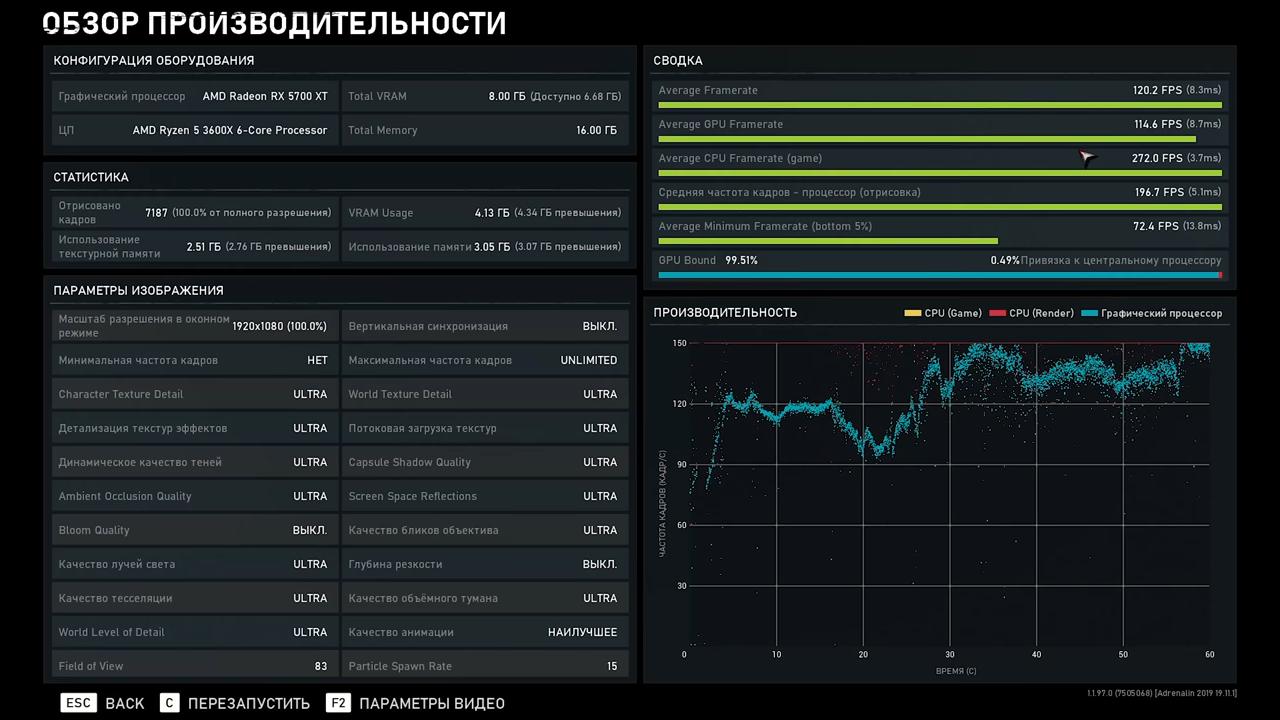 ОБЗОР ПРОИЗВОДИТЕЛЬНОСТИ
КОНФИГУРАЦИЯ ОБОРУДОВАНИЯ
Графический процессор AMD Radeon RX 5700 XT
Total VRAM 8.00 ГБ (Доступно 6.68 ГБ)
ЦП AMD Ryzen 5 3600X 6-Core Processor
Total Memory 16.00 ГБ
СТАТИСТИКА
Отрисовано
кадров 7187 (100.0% от полного разрешения)
VRAM Usage 4.13 ГБ (4.34 ГБ превышения)
Использование
текстурной памяти 2.51 ГБ (2.76 ГБ превышения)
Использование памяти 3.05 ГБ (3.07 ГБ превышения)
ПАРАМЕТРЫ ИЗОБРАЖЕНИЯ
Масштаб разрешения в оконном
режиме 1920x1080 (100.0%)
Вертикальная синхронизация ВЫКЛ.
Минимальная частота кадров НЕТ
Максимальная частота кадров UNLIMITED
Character Texture Detail ULTRA
World Texture Detail ULTRA
Детализация текстур эффектов ULTRA
Потоковая загрузка текстур ULTRA
Динамическое качество теней ULTRA
Capsule Shadow Quality ULTRA
Ambient Occlusion Quality ULTRA
Screen Space Reflections ULTRA
Bloom Quality ВЫКЛ.
Качество бликов объектива ULTRA
Качество лучей света ULTRA
Глубина резкости ВЫКЛ.
Качество тесселяции ULTRA
Качество объёмного тумана ULTRA
World Level of Detail ULTRA
Качество анимации НАИЛУЧШЕЕ
Field of View 83
Particle Spawn Rate 15
СВОДКА
Average Framerate 120.2 FPS (8.3ms)
Average GPU Framerate 114.6 FPS (8.7ms)
Average CPU Framerate (game) 272.0 FPS (3.7ms)
Средняя частота кадров - процессор (отрисовка) 196.7 FPS (5.1ms)
Average Minimum Framerate (bottom 5%) 72.4 FPS (13.8ms)
GPU Bound 99.51% 0.49% Привязка к центральному процессору
ПРОИЗВОДИТЕЛЬНОСТЬ
CPU (Game) CPU (Render) Графический процессор
150
120
90
60
30
ЧАСТОТА КАДРОВ (КАДР/С)
0 10 20 30 40 50 60
ВРЕМЯ (С)
1.1.97.0 (7505068) [Adrenalin 2019 19.11.1]
ESC BACK C ПЕРЕЗАПУСТИТЬ F2 ПАРАМЕТРЫ ВИДЕО